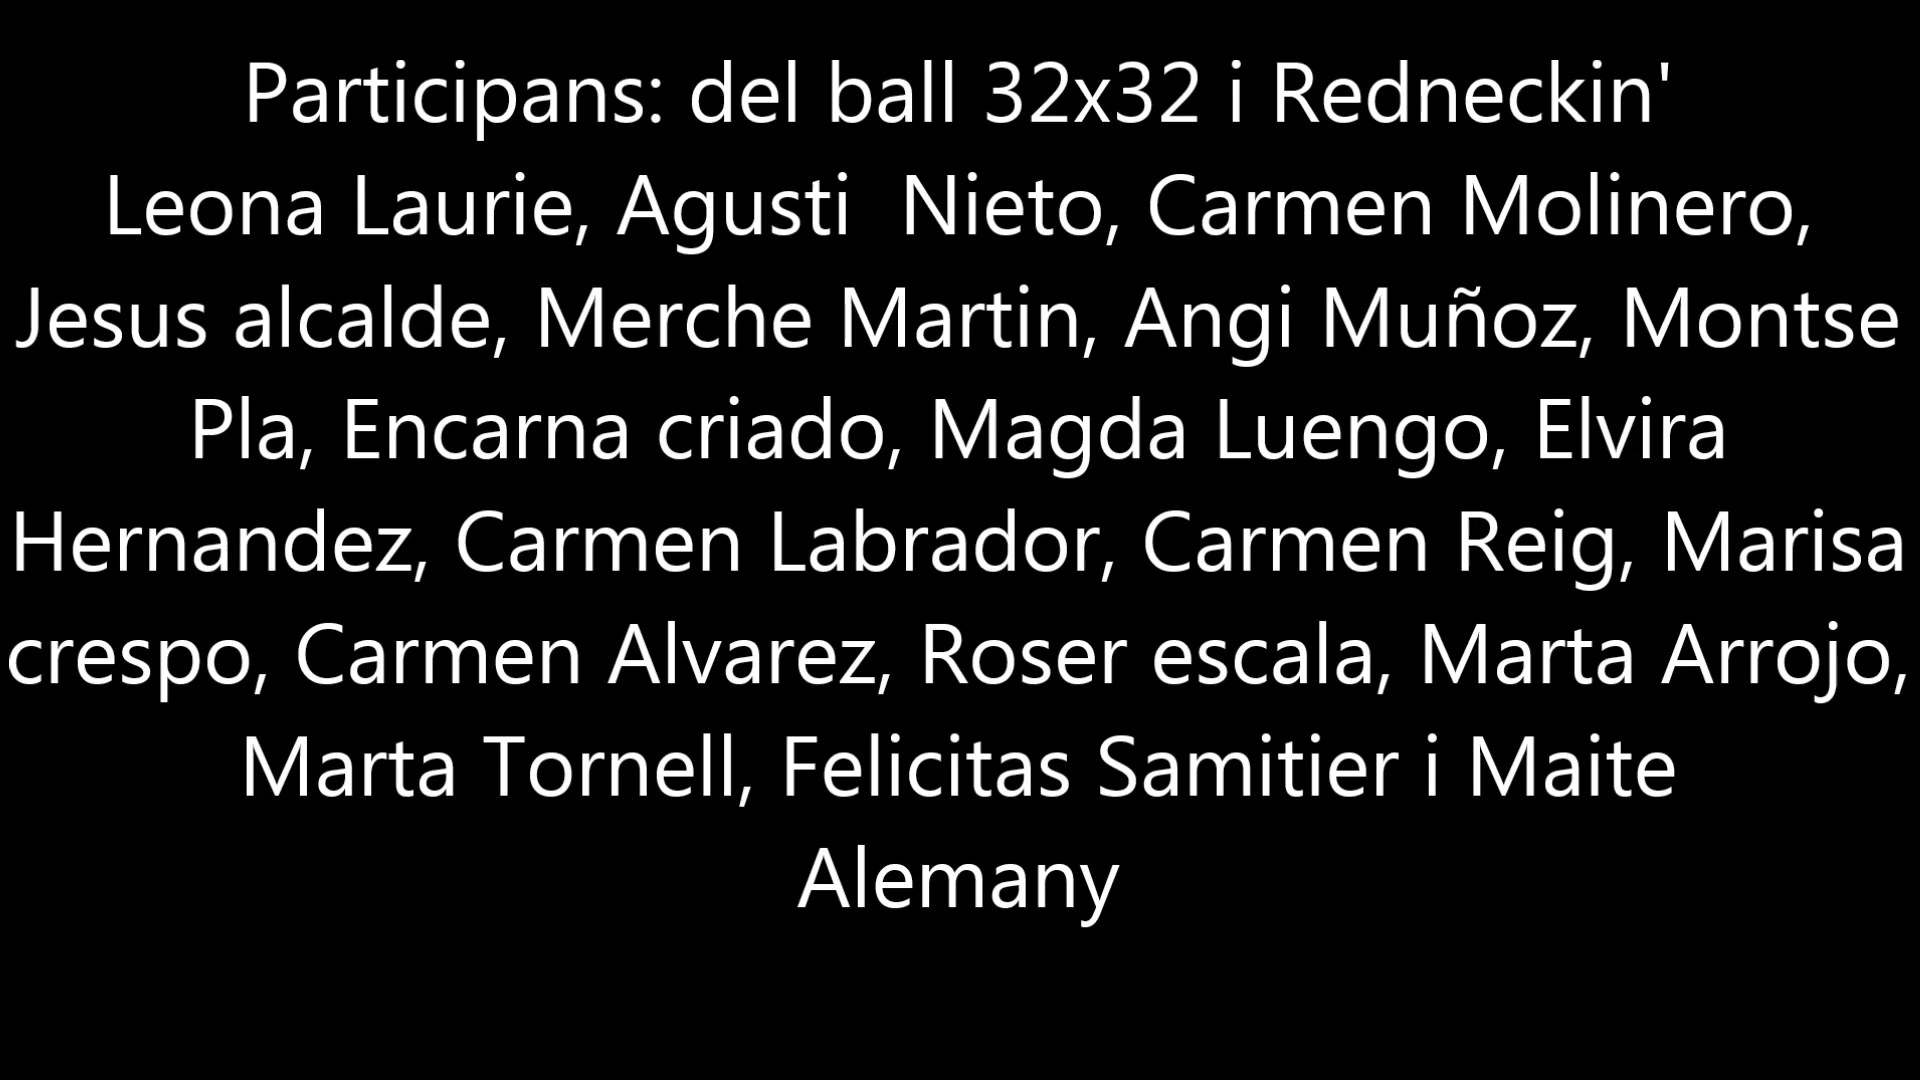 Participans: del ball 32x32 i Redneckin'
Leona Laurie, Agusti  Nieto, Carmen Molinero,
Jesus alcalde, Merche Martin, Angi Muñoz, Montse
Pla, Encarna criado, Magda Luengo, Elvira
Hernandez, Carmen Labrador, Carmen Reig, Marisa
crespo, Carmen Alvarez, Roser escala, Marta Arrojo,
Marta Tornell, Felicitas Samitier i Maite
Alemany